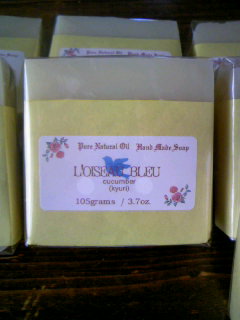 Pure Natural Oil Hand Made Soap
L'OISEAU BLEU
cucumber
(kyuri)
105grams / 3.7oz